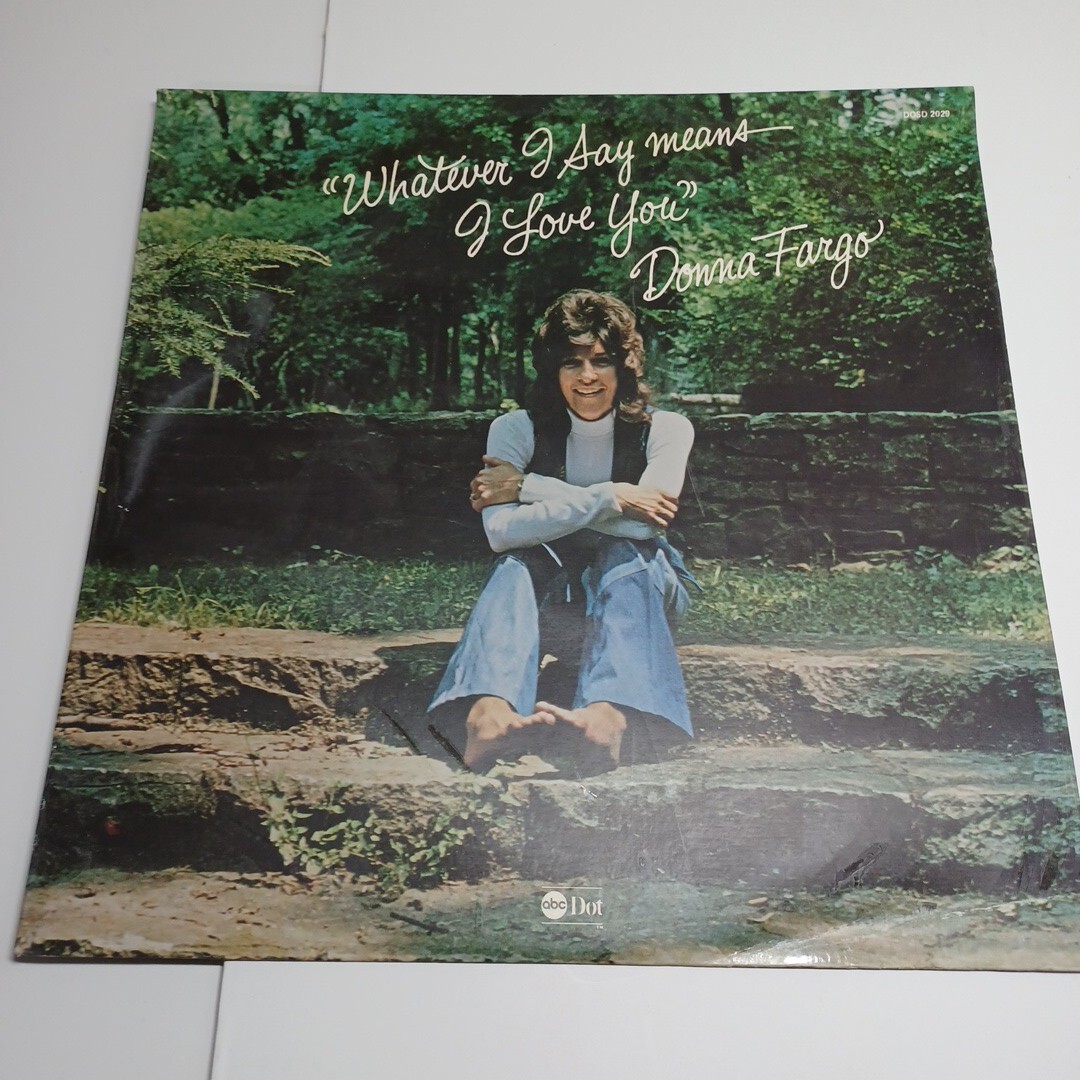 DOSD 2029
“Whatever I Say means
I Love You”
Donna Fargo
abc Dot